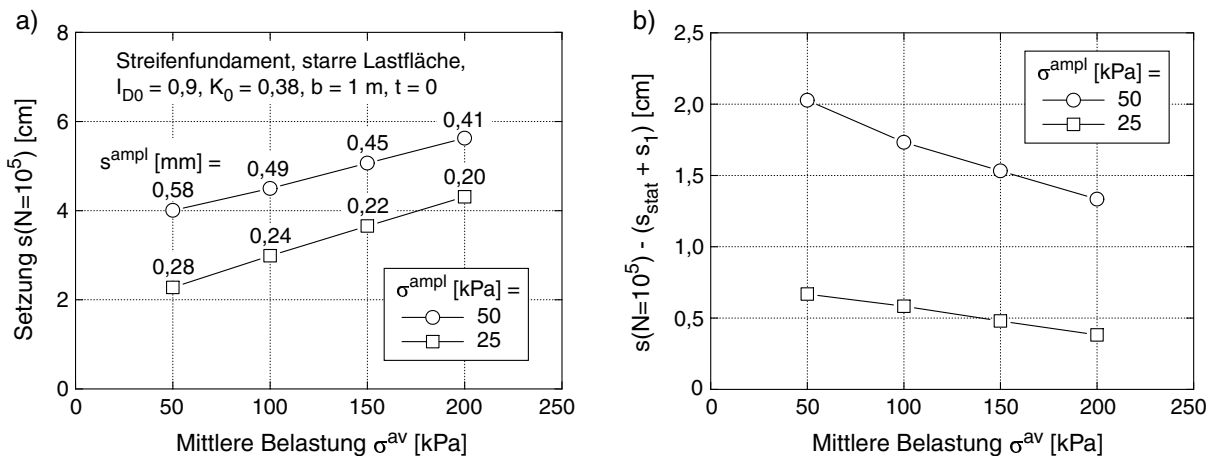 a)
Setzung s(N=10⁵) [cm]
8
6
4
2
0
Streifenfundament, starre Lastfläche,
I_D0 = 0,9, K_0 = 0,38, b = 1 m, t = 0
s^ampl [mm] =
0,58
0,49
0,45
0,41
0,28
0,24
0,22
0,20
σ^ampl [kPa] =
50
25
0 50 100 150 200 250
Mittlere Belastung σ^av [kPa]
b)
s(N=10⁵) - (s_stat + s_1) [cm]
2,5
2,0
1,5
1,0
0,5
0
σ^ampl [kPa] =
50
25
0 50 100 150 200 250
Mittlere Belastung σ^av [kPa]